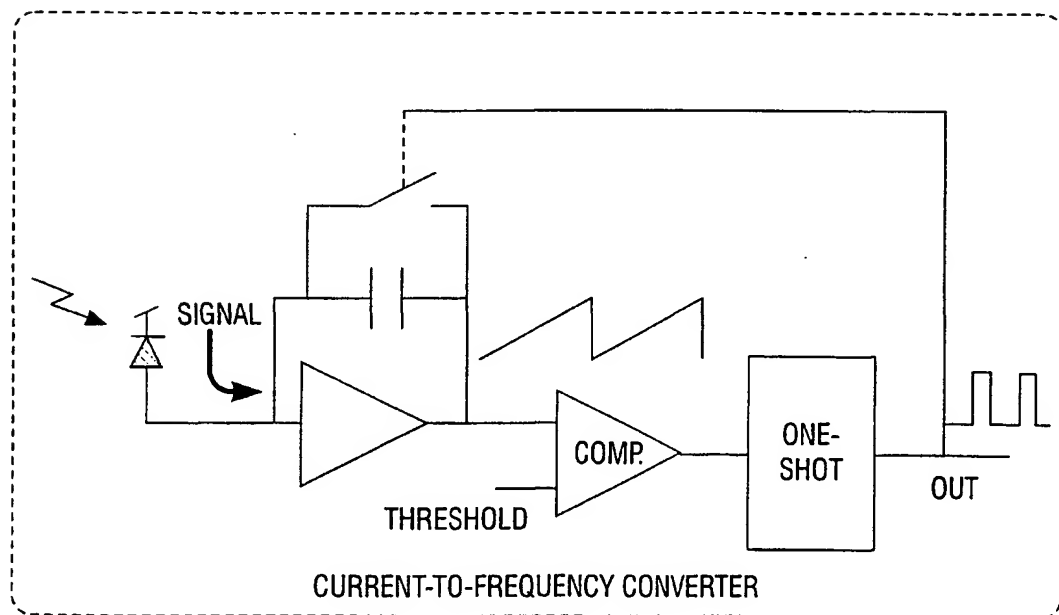 SIGNAL
COMP.
THRESHOLD
ONE-
SHOT
OUT
CURRENT-TO-FREQUENCY CONVERTER